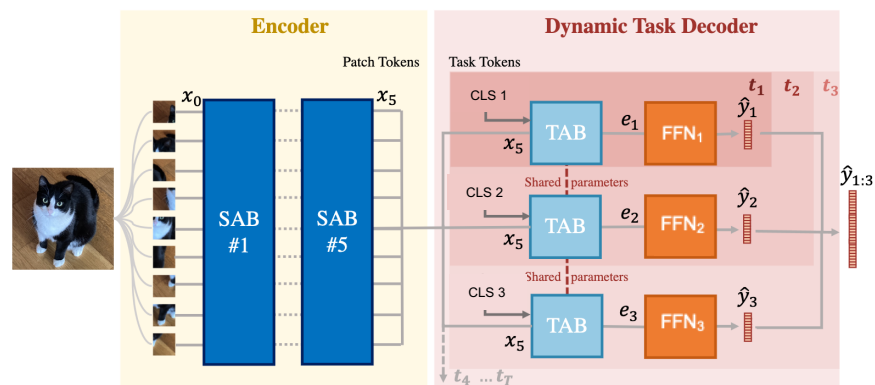 Encoder
Dynamic Task Decoder
Patch Tokens
Task Tokens
x₀
x₅
SAB
#1
SAB
#5
t₁
t₂
t₃
CLS 1
x₅
TAB
e₁
FFN₁
ŷ₁
Shared parameters
CLS 2
x₅
TAB
e₂
FFN₂
ŷ₂
ŷ₁:₃
Shared parameters
CLS 3
x₅
TAB
e₃
FFN₃
ŷ₃
t₄ ... t_T